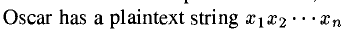 Oscar has a plaintext string x₁x₂ ⋯ xₙ